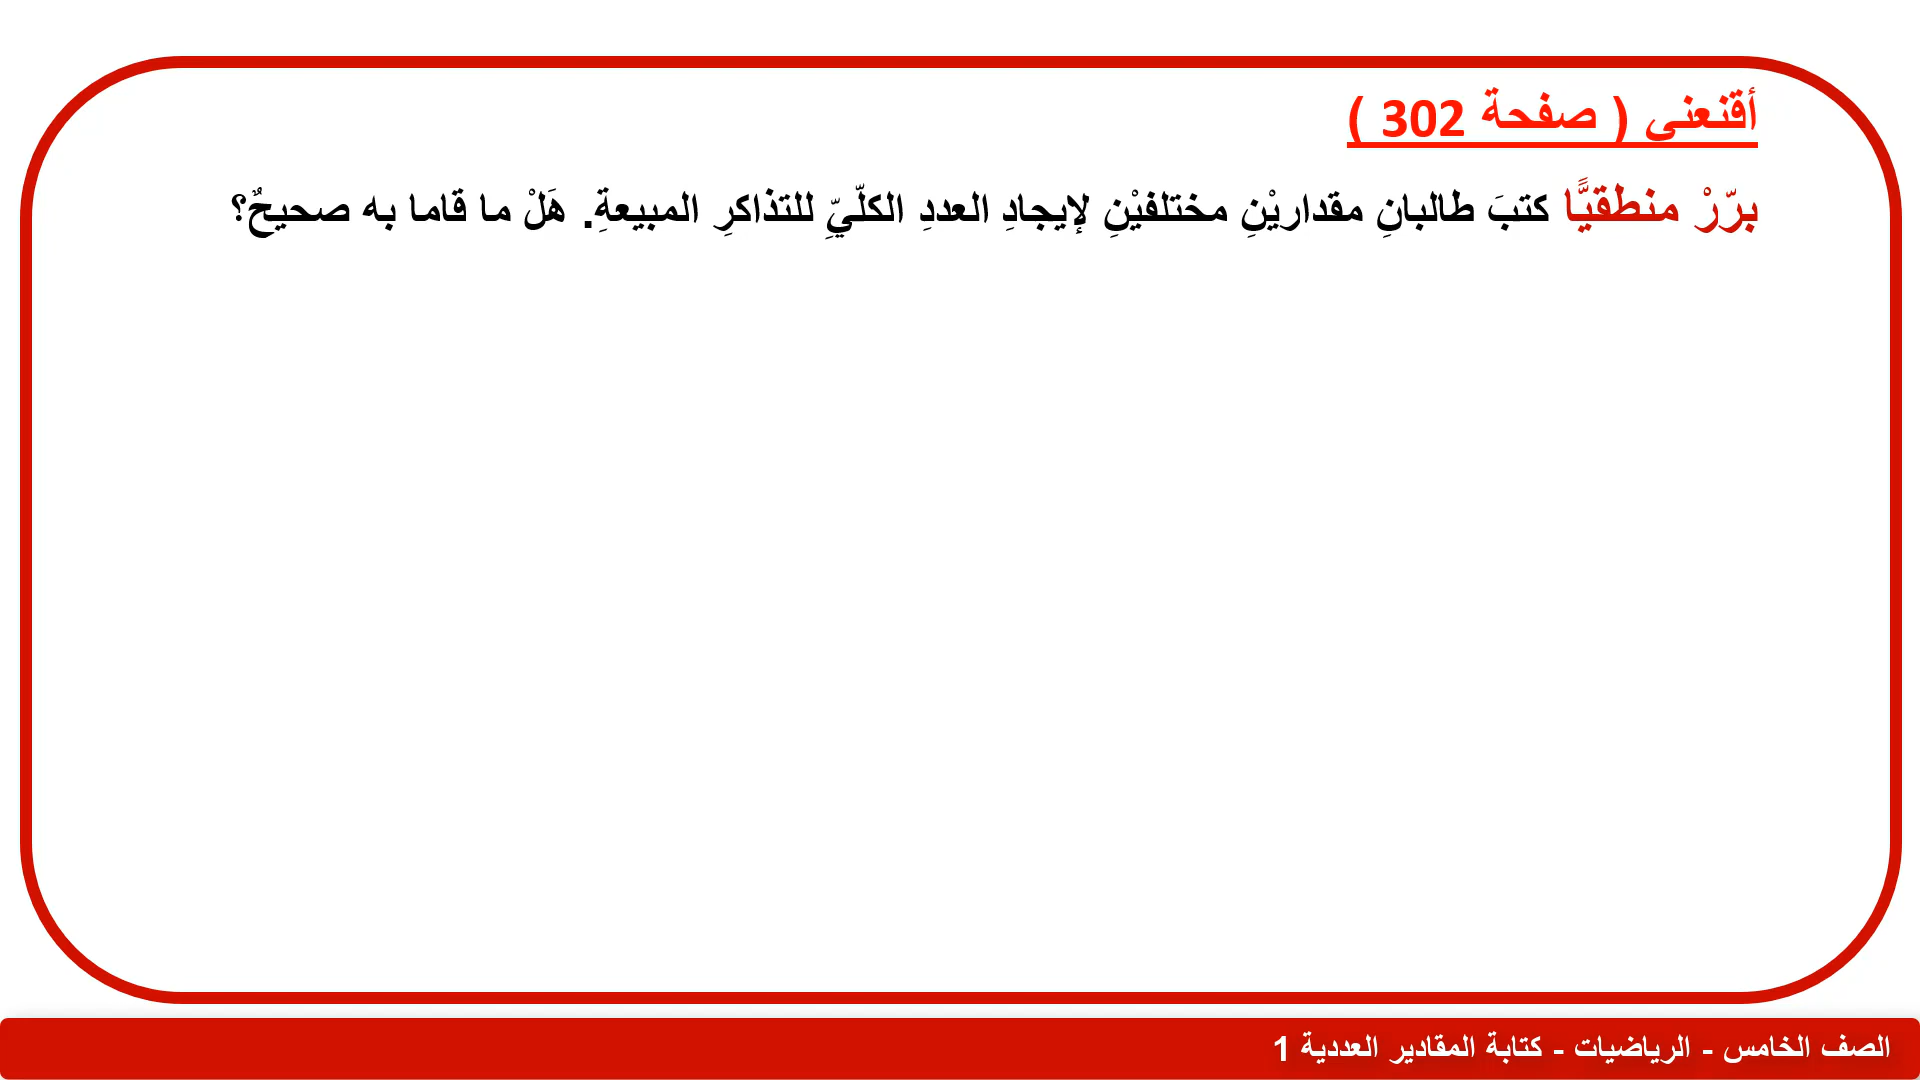 أقنعني ( صفحة 302 )
برّرْ منطقيًّا كتبَ طالبانِ مقداريْنِ مختلفيْنِ لإيجادِ العددِ الكلّيِّ للتذاكرِ المبيعةِ. هَلْ ما قاما به صحيحٌ؟
الصف الخامس - الرياضيات - كتابة المقادير العددية 1